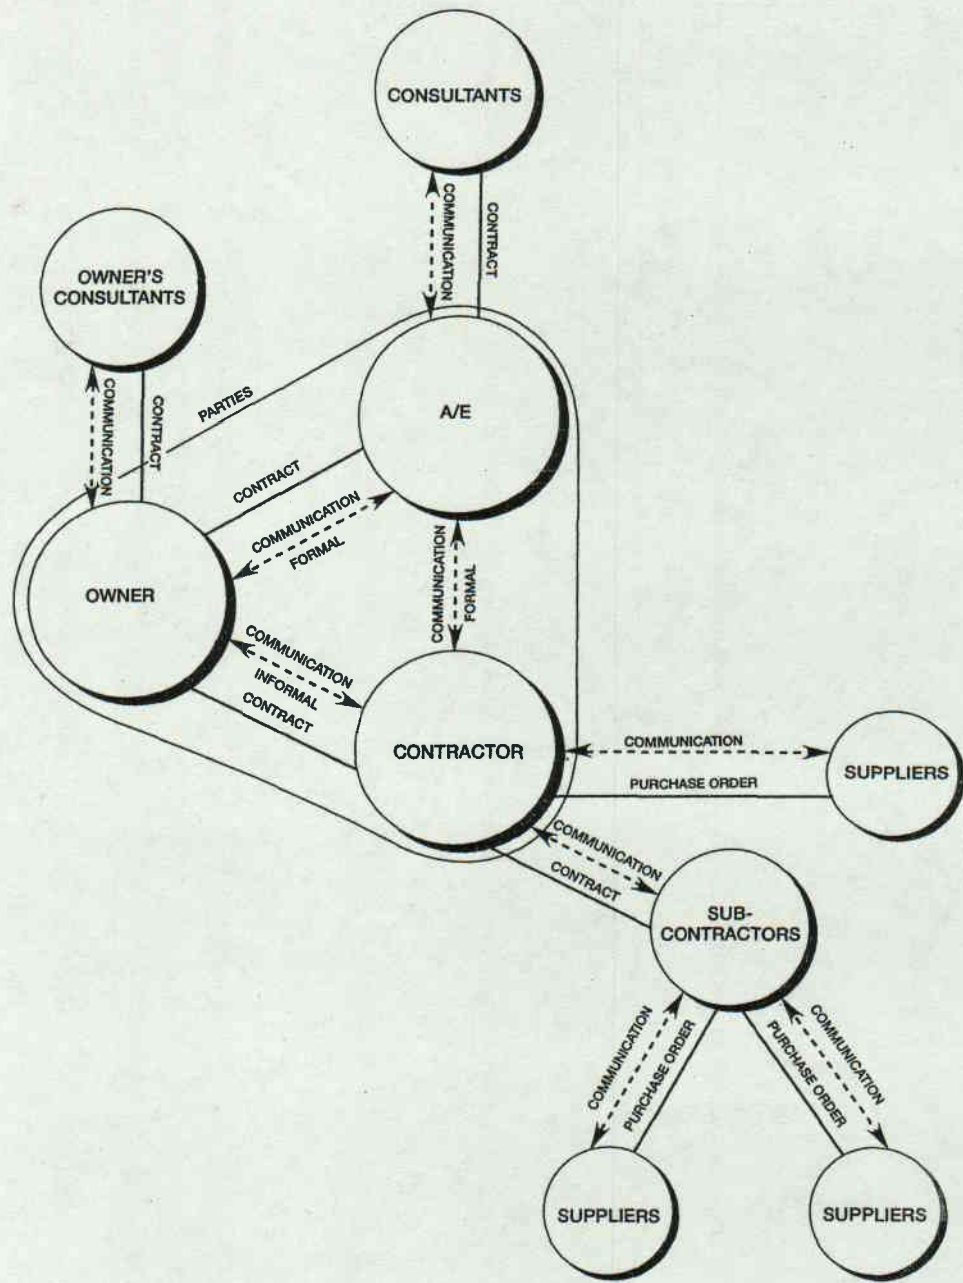 CONSULTANTS
COMMUNICATION
CONTRACT
OWNER'S
CONSULTANTS
COMMUNICATION
CONTRACT
PARTIES
A/E
CONTRACT
COMMUNICATION
FORMAL
OWNER
COMMUNICATION
FORMAL
COMMUNICATION
INFORMAL
CONTRACT
CONTRACTOR
COMMUNICATION
PURCHASE ORDER
SUPPLIERS
COMMUNICATION
CONTRACT
SUB-
CONTRACTORS
COMMUNICATION
PURCHASE ORDER
PURCHASE ORDER
COMMUNICATION
SUPPLIERS
SUPPLIERS